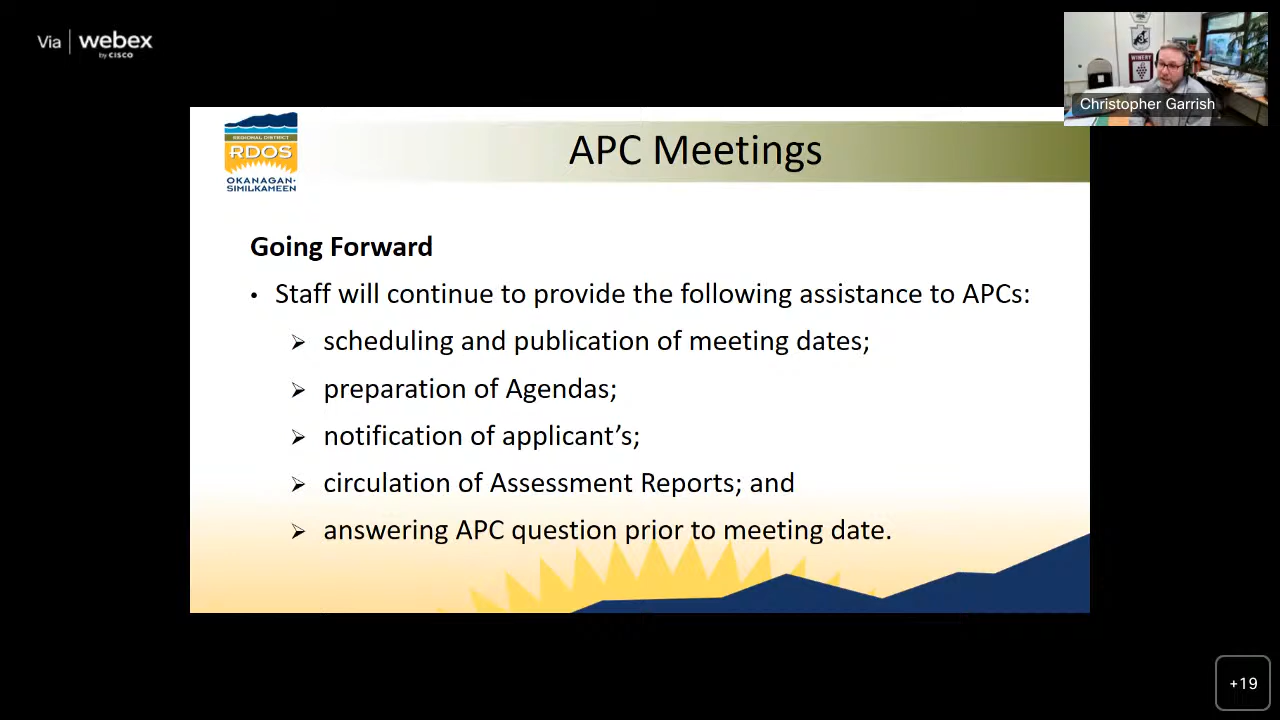 Via | webex
by CISCO
WINERY
Christopher Garrish
REGIONAL DISTRICT
RDOS
OKANAGAN-
SIMILKAMEEN
APC Meetings
Going Forward
• Staff will continue to provide the following assistance to APCs:
➢ scheduling and publication of meeting dates;
➢ preparation of Agendas;
➢ notification of applicant’s;
➢ circulation of Assessment Reports; and
➢ answering APC question prior to meeting date.
+19